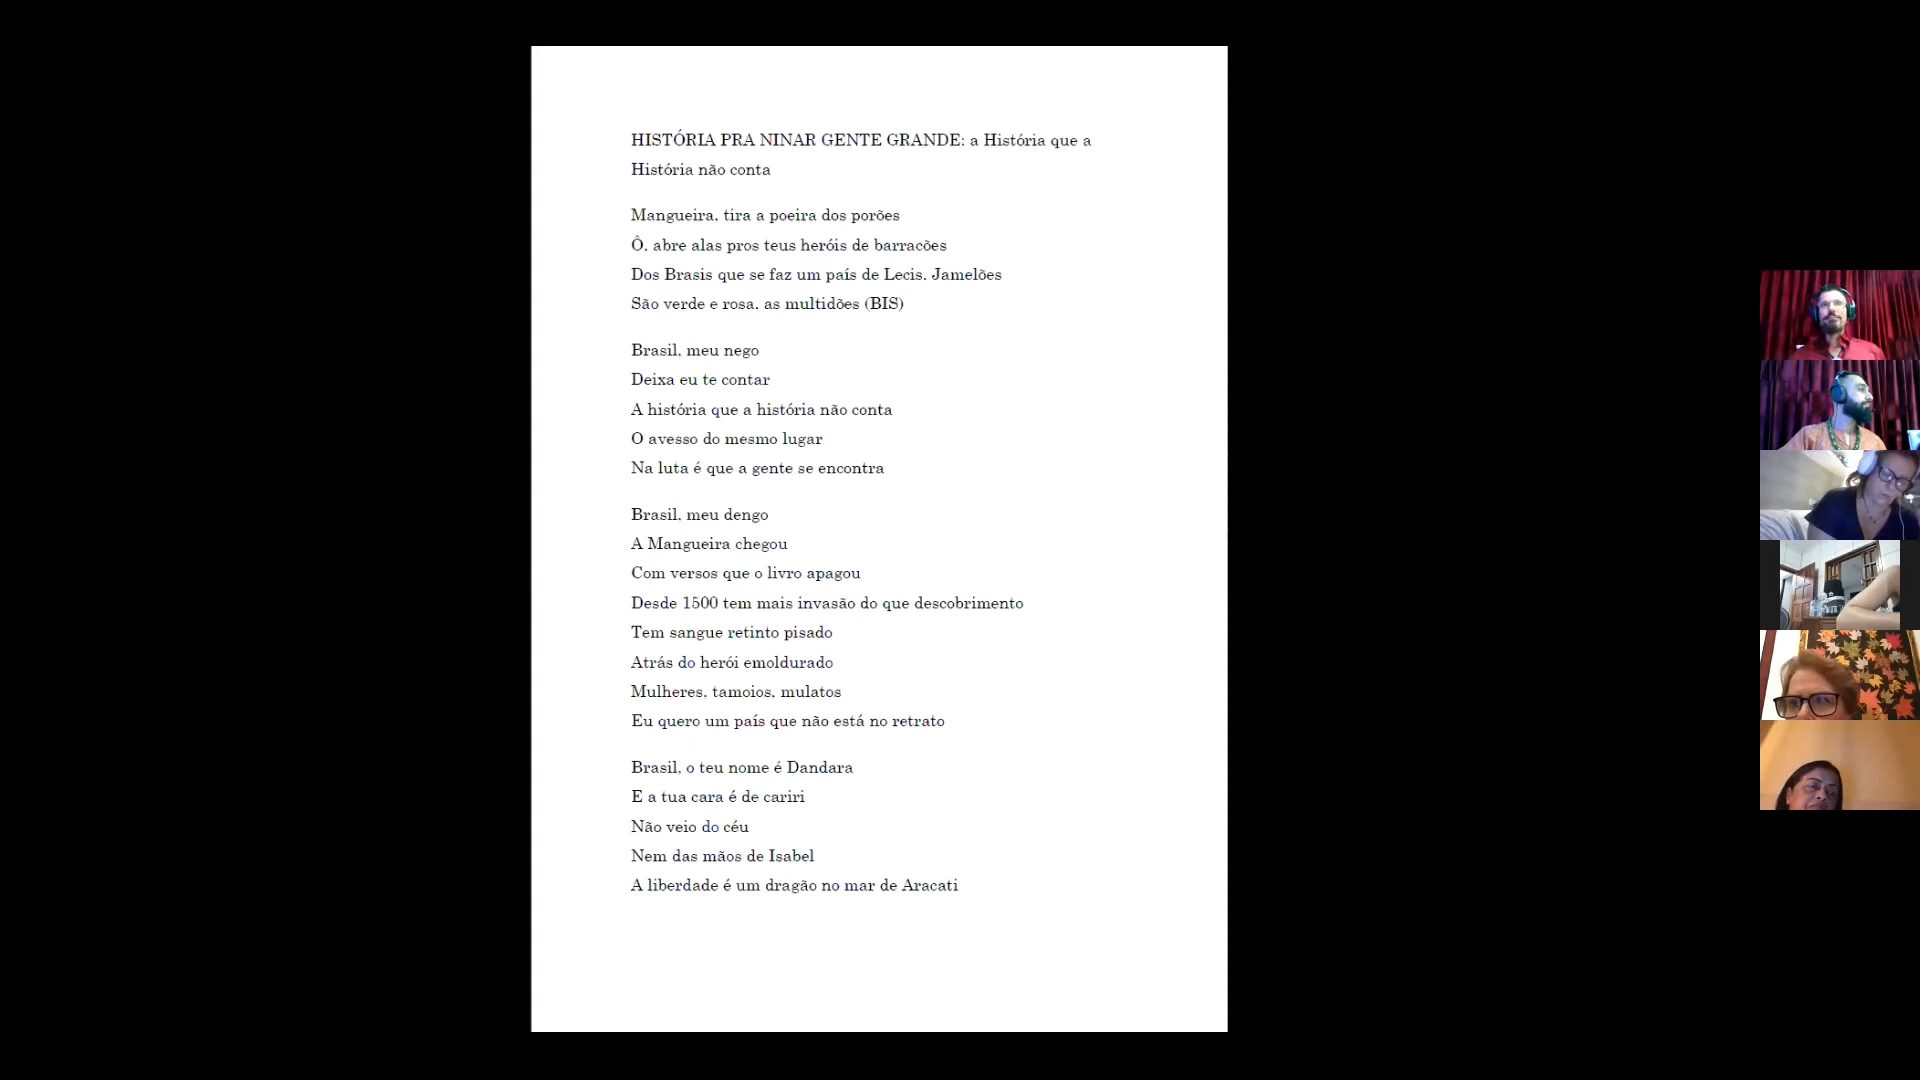 HISTÓRIA PRA NINAR GENTE GRANDE: a História que a
História não conta
Mangueira, tira a poeira dos porões
Ô, abre alas pros teus heróis de barracões
Dos Brasis que se faz um país de Lecis, Jamelões
São verde e rosa, as multidões (BIS)
Brasil, meu nego
Deixa eu te contar
A história que a história não conta
O avesso do mesmo lugar
Na luta é que a gente se encontra
Brasil, meu dengo
A Mangueira chegou
Com versos que o livro apagou
Desde 1500 tem mais invasão do que descobrimento
Tem sangue retinto pisado
Atrás do herói emoldurado
Mulheres, tamoios, mulatos
Eu quero um país que não está no retrato
Brasil, o teu nome é Dandara
E a tua cara é de cariri
Não veio do céu
Nem das mãos de Isabel
A liberdade é um dragão no mar de Aracati